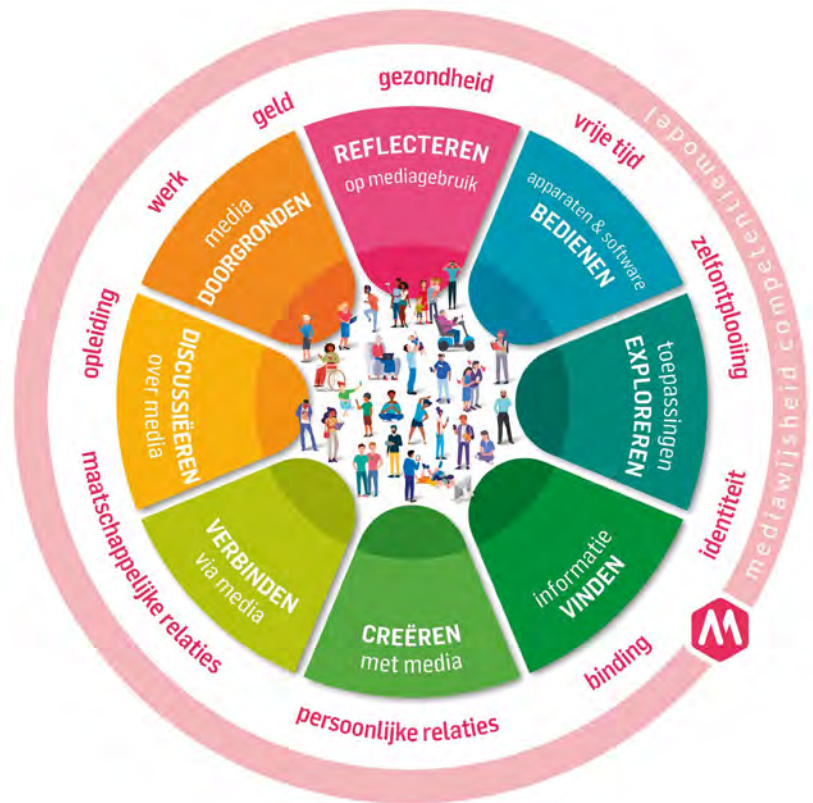 gezondheid
vrije tijd
zelfontplooiing
identiteit
binding
persoonlijke relaties
maatschappelijke relaties
opleiding
werk
geld
mediawijsheid competentiemodel
REFLECTEREN
op mediagebruik
apparaten & software
BEDIENEN
toepassingen
EXPLOREREN
informatie
VINDEN
CREËREN
met media
VERBINDEN
via media
DISCUSSIËEREN
over media
media
DOORGRONDEN
M